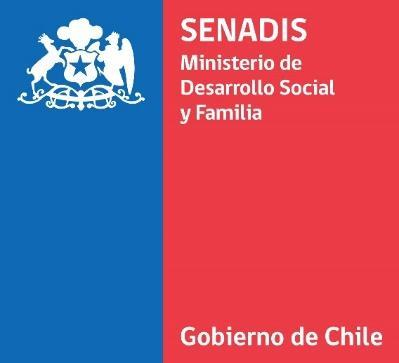 SENADIS
Ministerio de
Desarrollo Social
y Familia
Gobierno de Chile